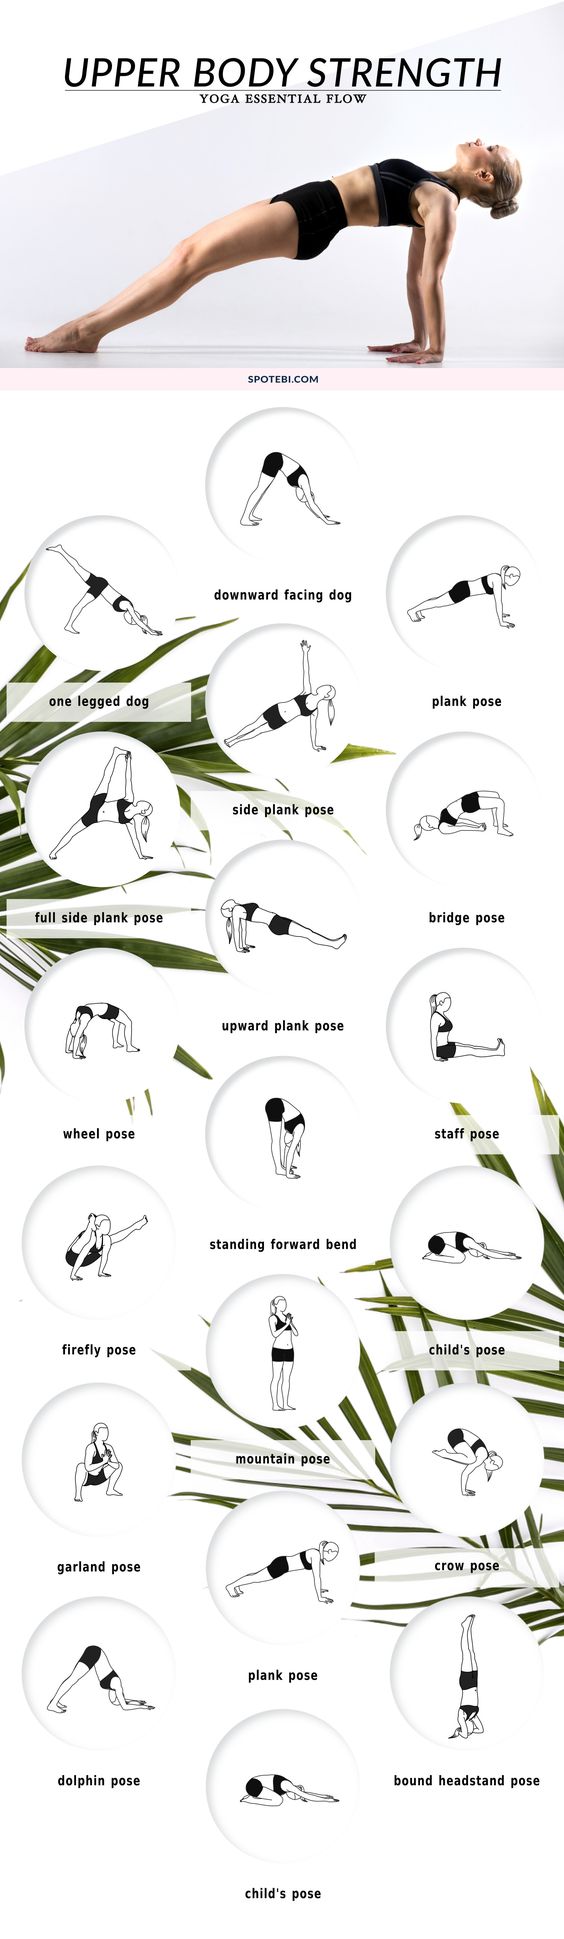 UPPER BODY STRENGTH
YOGA ESSENTIAL FLOW
SPOTEBI.COM
downward facing dog
one legged dog
plank pose
side plank pose
full side plank pose
bridge pose
upward plank pose
wheel pose
staff pose
standing forward bend
firefly pose
child's pose
mountain pose
garland pose
crow pose
plank pose
dolphin pose
bound headstand pose
child's pose